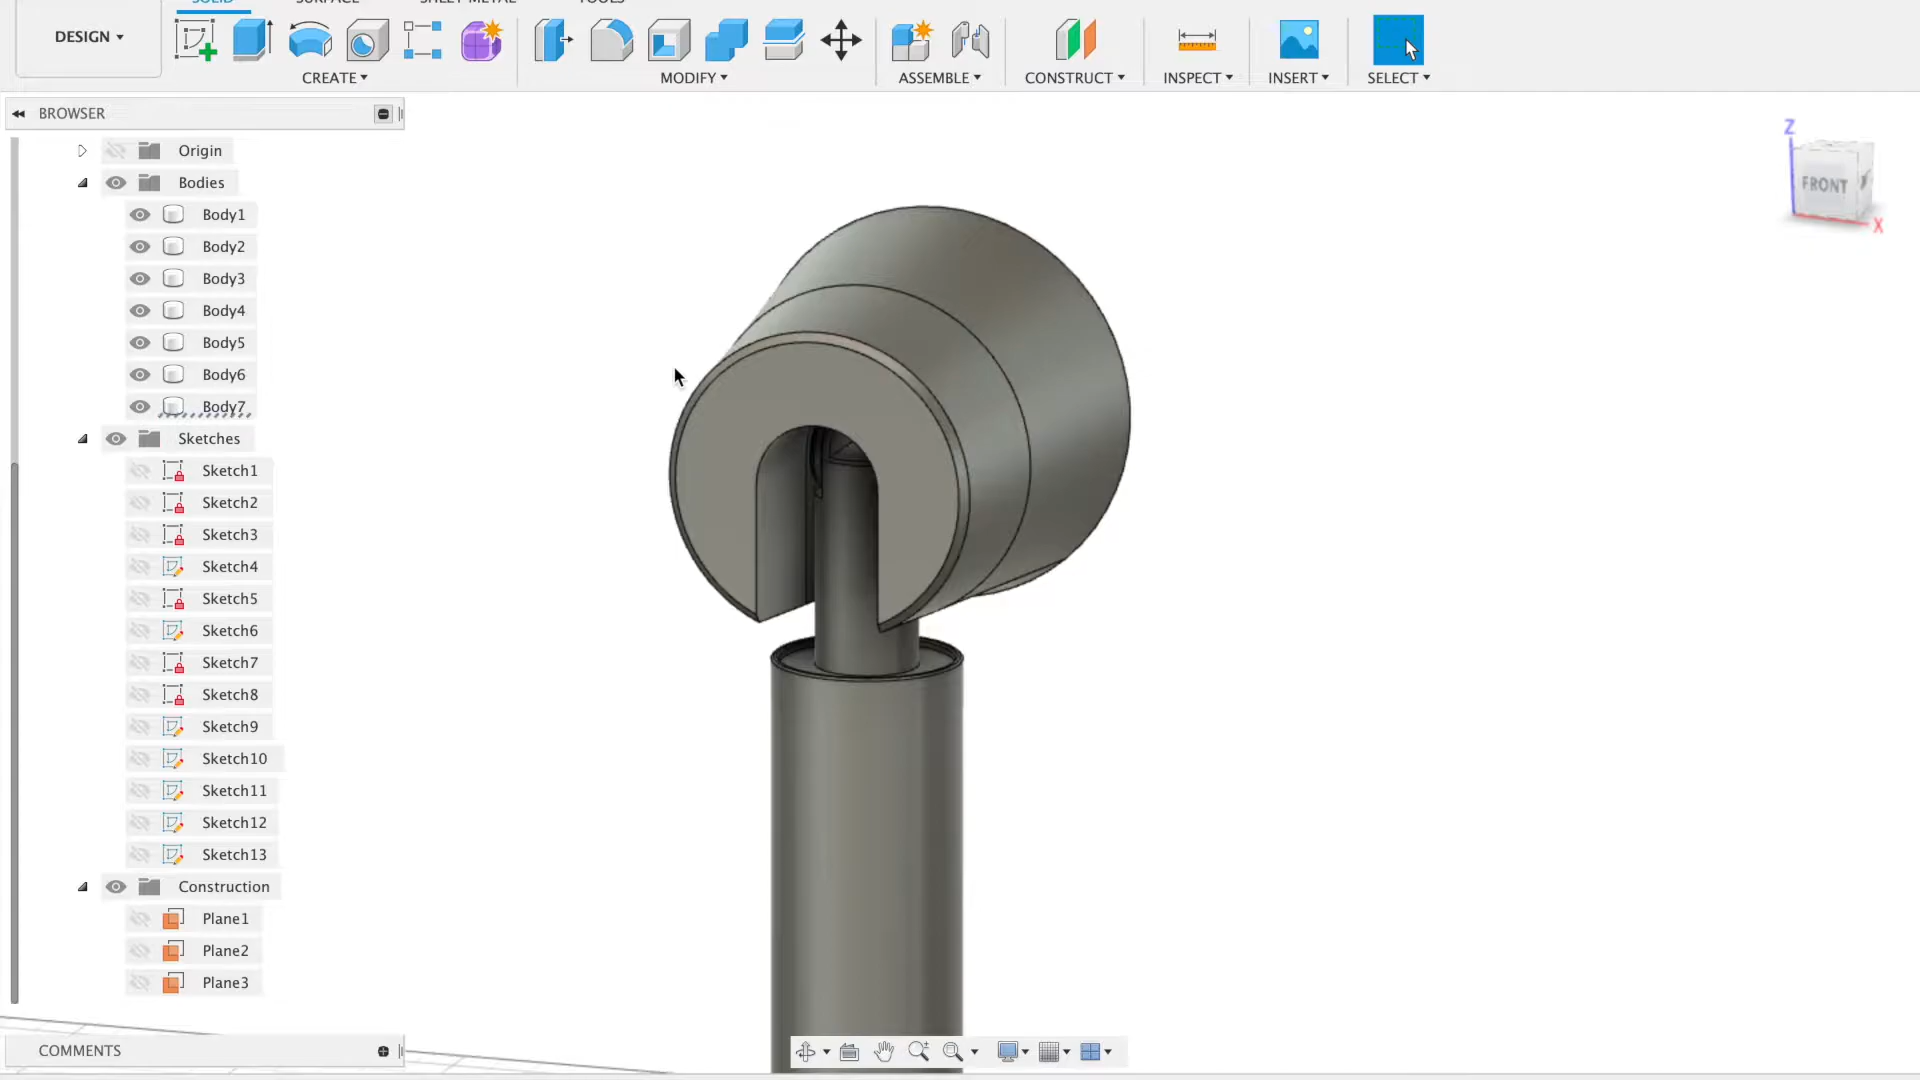 SOLID SURFACE SHEET METAL TOOLS
DESIGN
CREATE MODIFY ASSEMBLE CONSTRUCT INSPECT INSERT SELECT
BROWSER
Origin
Bodies
Body1
Body2
Body3
Body4
Body5
Body6
Body7
Sketches
Sketch1
Sketch2
Sketch3
Sketch4
Sketch5
Sketch6
Sketch7
Sketch8
Sketch9
Sketch10
Sketch11
Sketch12
Sketch13
Construction
Plane1
Plane2
Plane3
COMMENTS
Z
FRONT
X